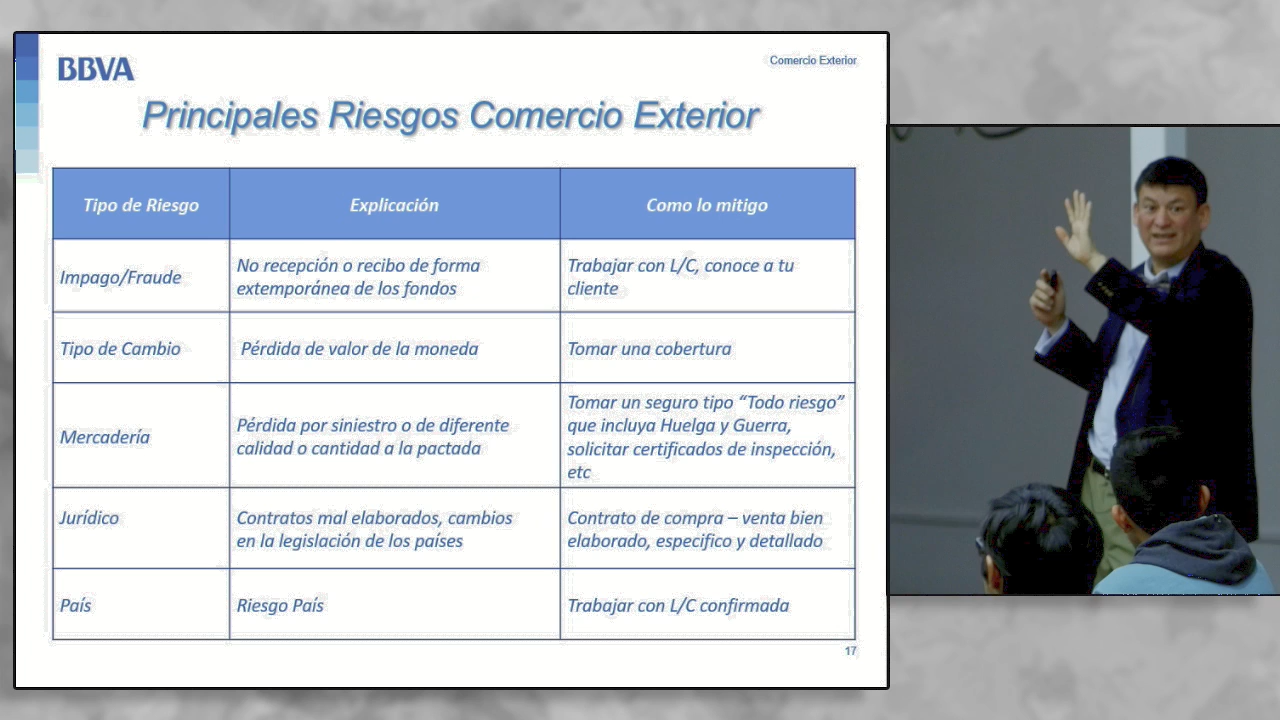 BBVA
Comercio Exterior
Principales Riesgos Comercio Exterior
Tipo de Riesgo
Explicación
Como lo mitigo
Impago/Fraude
No recepción o recibo de forma
extemporánea de los fondos
Trabajar con L/C, conoce a tu
cliente
Tipo de Cambio
Pérdida de valor de la moneda
Tomar una cobertura
Mercadería
Pérdida por siniestro o de diferente
calidad o cantidad a la pactada
Tomar un seguro tipo “Todo riesgo”
que incluya Huelga y Guerra,
solicitar certificados de inspección,
etc
Jurídico
Contratos mal elaborados, cambios
en la legislación de los países
Contrato de compra – venta bien
elaborado, especifico y detallado
País
Riesgo País
Trabajar con L/C confirmada
17